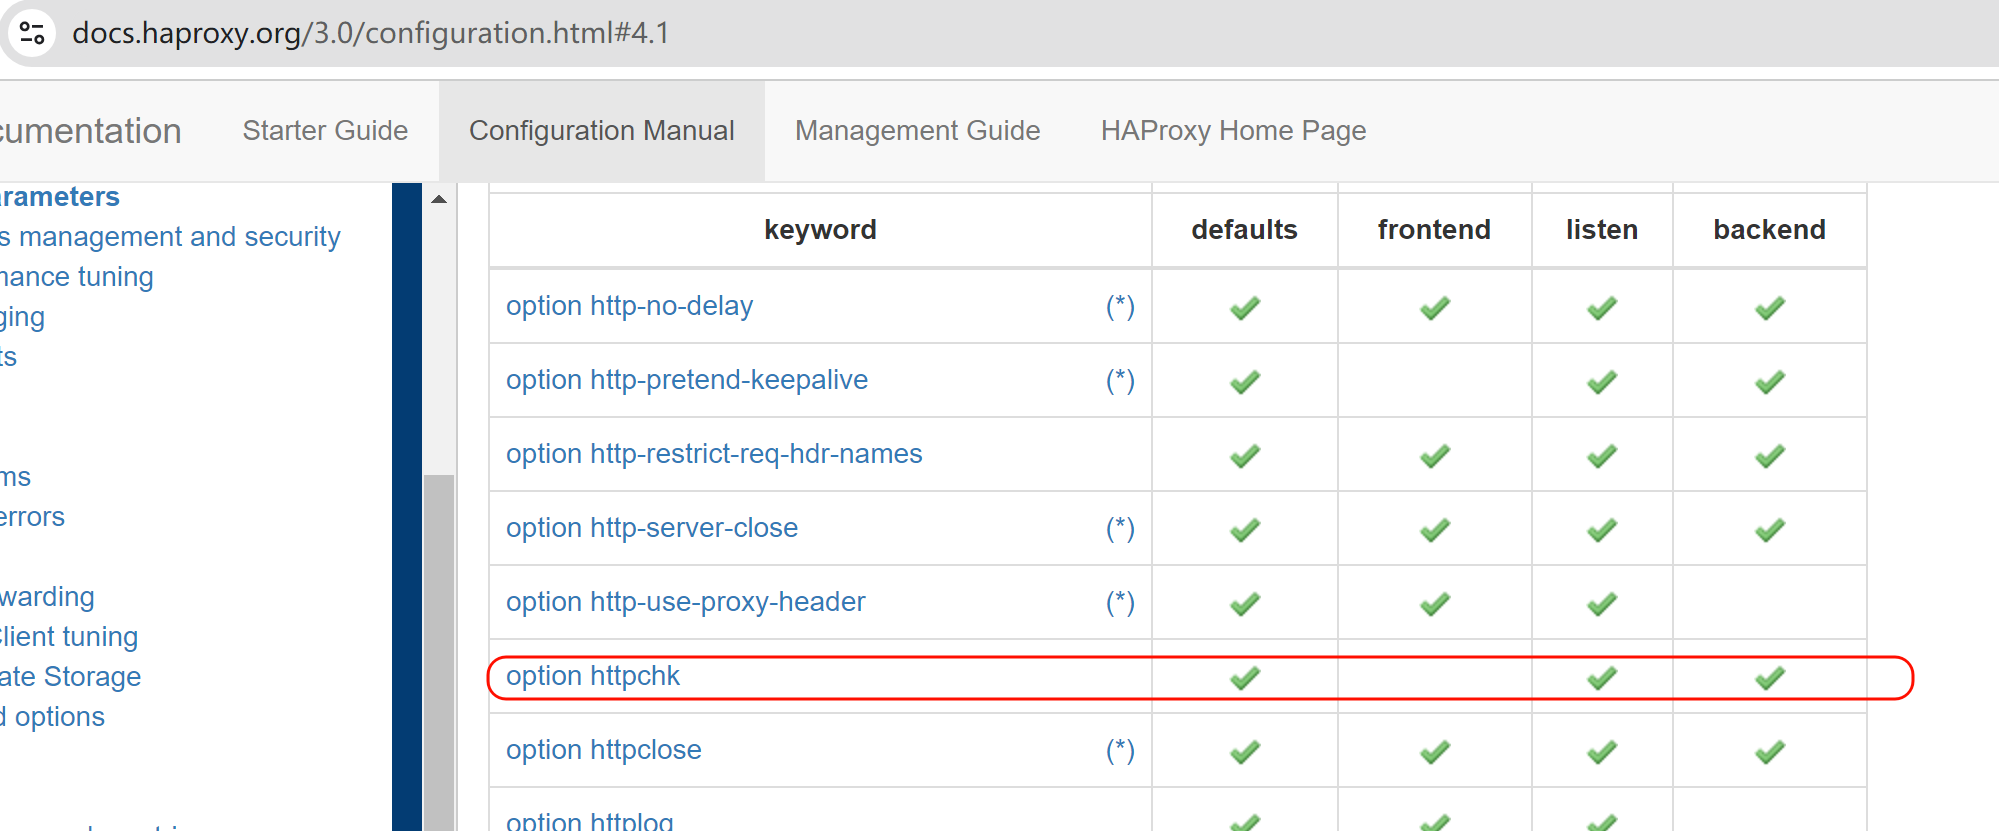 docs.haproxy.org/3.0/configuration.html#4.1
cumentation Starter Guide Configuration Manual Management Guide HAProxy Home Page
rameters
s management and security
nance tuning
ging
ts
ms
errors
warding
Client tuning
ate Storage
d options
keyword defaults frontend listen backend
option http-no-delay (*)
option http-pretend-keepalive (*)
option http-restrict-req-hdr-names
option http-server-close (*)
option http-use-proxy-header (*)
option httpchk
option httpclose (*)
option httplog